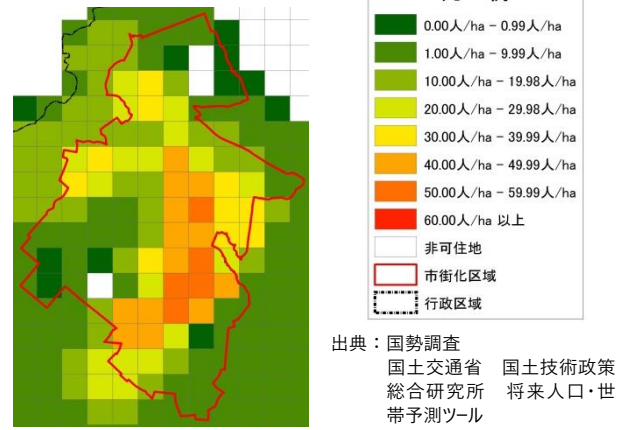 0.00人/ha - 0.99人/ha
1.00人/ha - 9.99人/ha
10.00人/ha - 19.98人/ha
20.00人/ha - 29.98人/ha
30.00人/ha - 39.99人/ha
40.00人/ha - 49.99人/ha
50.00人/ha - 59.99人/ha
60.00人/ha 以上
非可住地
市街化区域
行政区域
出典：国勢調査
国土交通省　国土技術政策
総合研究所　将来人口・世
帯予測ツール